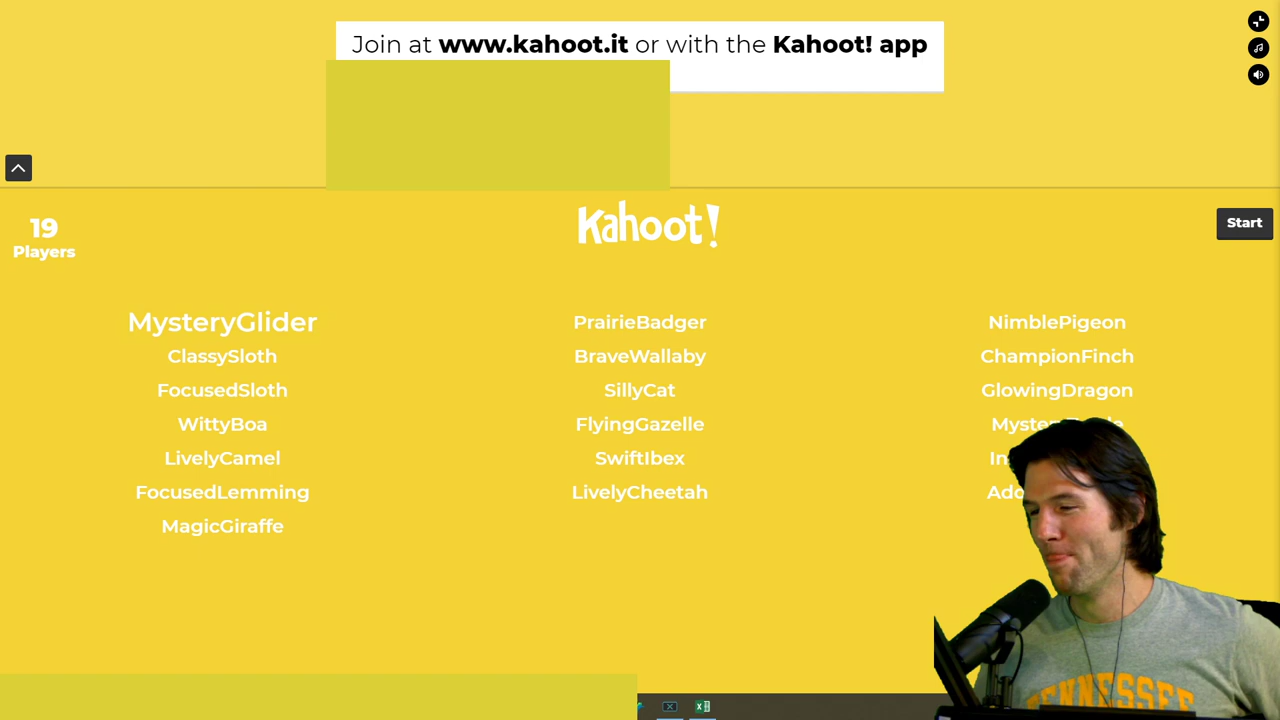 Join at www.kahoot.it or with the Kahoot! app
19
Players
Kahoot!
Start
MysteryGlider
PrairieBadger
NimblePigeon
ClassySloth
BraveWallaby
ChampionFinch
FocusedSloth
SillyCat
GlowingDragon
WittyBoa
FlyingGazelle
LivelyCamel
SwiftIbex
FocusedLemming
LivelyCheetah
MagicGiraffe
TENNESSEE